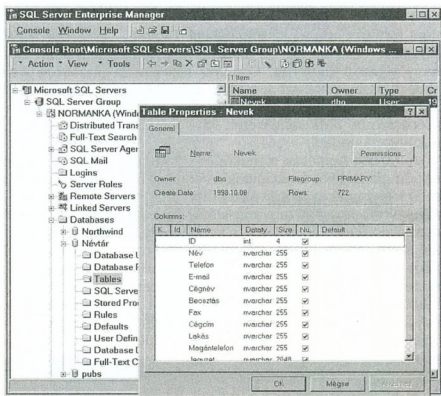 SQL Server Enterprise Manager
Console Window Help
Console Root\Microsoft SQL Servers\SQL Server Group\NORMANKA (Windows ...
Action View Tools
1 Item
Microsoft SQL Servers
SQL Server Group
NORMANKA (Wind
Distributed Trans
Full-Text Search
SQL Server Agen
SQL Mail
Logins
Server Roles
Remote Servers
Linked Servers
Databases
Northwind
Névtár
Database
Database
Tables
SQL Serve
Stored Proc
Rules
Defaults
User Defin
Database
Full-Text C
pubs
Name Owner Type Cr
Nevek dbo User 19
Table Properties - Nevek
General
Name: Nevek
Permissions...
Owner: dbo Filegroup: PRIMARY
Create Date: 1998.10.08. Rows: 722
Columns:
K... Id Name Dataty... Size Nu.. Default
ID int 4
Név nvarchar 255
Telefon nvarchar 255
E-mail nvarchar 255
Cégnév nvarchar 255
Beosztás nvarchar 255
Fax nvarchar 255
Cégcím nvarchar 255
Lakás nvarchar 255
Magántelefon nvarchar 255
nvarchar 2048
OK Mégse